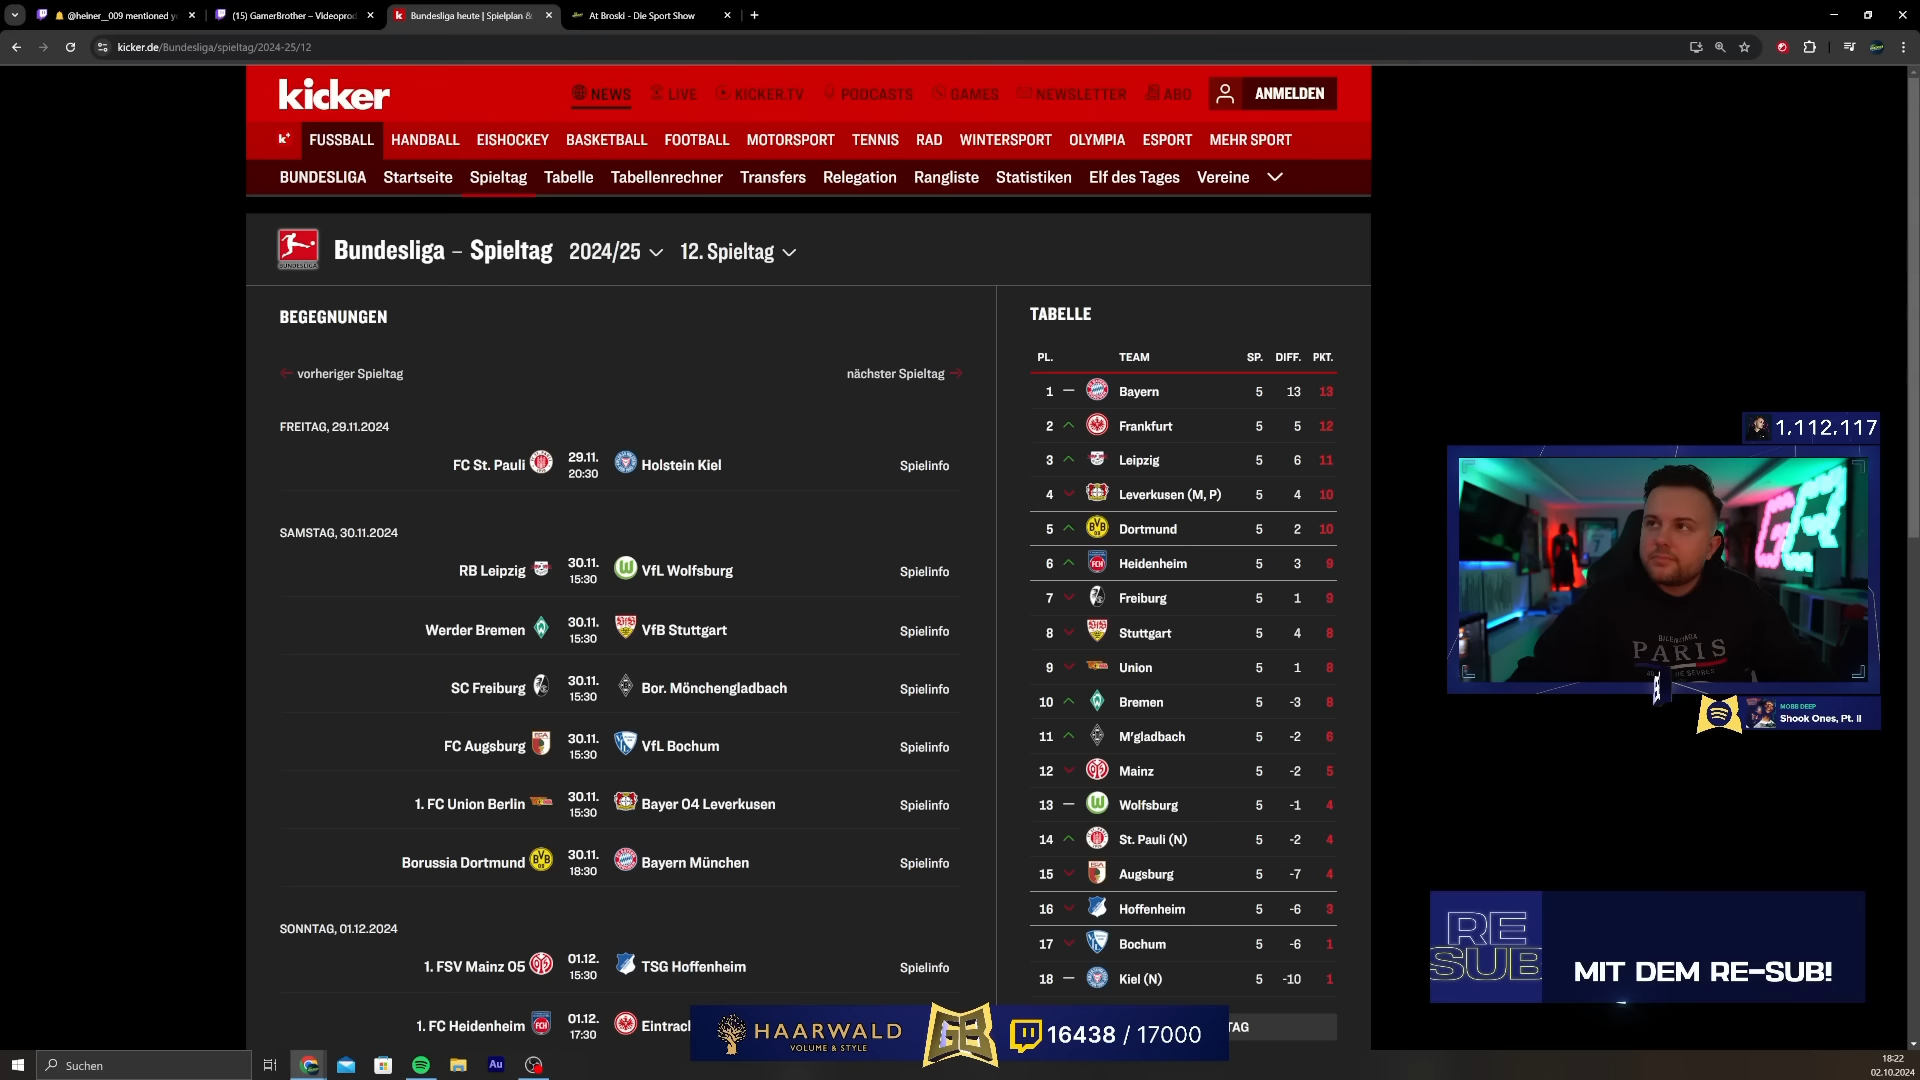 @heiner__009 mentioned y
(15) GamerBrother – Videoprod
Bundesliga heute | Spielplan &
At Broski - Die Sport Show
kicker.de/Bundesliga/spieltag/2024-25/12
kicker
NEWS LIVE KICKER.TV PODCASTS GAMES NEWSLETTER ABO
ANMELDEN
k+ FUSSBALL HANDBALL EISHOCKEY BASKETBALL FOOTBALL MOTORSPORT TENNIS RAD WINTERSPORT OLYMPIA ESPORT MEHR SPORT
BUNDESLIGA Startseite Spieltag Tabelle Tabellenrechner Transfers Relegation Rangliste Statistiken Elf des Tages Vereine
BUNDESLIGA
Bundesliga – Spieltag 2024/25 12. Spieltag
BEGEGNUNGEN
vorheriger Spieltag
nächster Spieltag
FREITAG, 29.11.2024
FC St. Pauli 29.11. 20:30 Holstein Kiel Spielinfo
SAMSTAG, 30.11.2024
RB Leipzig 30.11. 15:30 VfL Wolfsburg Spielinfo
Werder Bremen 30.11. 15:30 VfB Stuttgart Spielinfo
SC Freiburg 30.11. 15:30 Bor. Mönchengladbach Spielinfo
FC Augsburg 30.11. 15:30 VfL Bochum Spielinfo
1. FC Union Berlin 30.11. 15:30 Bayer 04 Leverkusen Spielinfo
Borussia Dortmund 30.11. 18:30 Bayern München Spielinfo
SONNTAG, 01.12.2024
1. FSV Mainz 05 01.12. 15:30 TSG Hoffenheim Spielinfo
1. FC Heidenheim 01.12. 17:30 Eintrac
TABELLE
PL. TEAM SP. DIFF. PKT.
1 Bayern 5 13 13
2 Frankfurt 5 5 12
3 Leipzig 5 6 11
4 Leverkusen (M, P) 5 4 10
5 Dortmund 5 2 10
6 Heidenheim 5 3 9
7 Freiburg 5 1 9
8 Stuttgart 5 4 8
9 Union 5 1 8
10 Bremen 5 -3 8
11 M'gladbach 5 -2 6
12 Mainz 5 -2 5
13 Wolfsburg 5 -1 4
14 St. Pauli (N) 5 -2 4
15 Augsburg 5 -7 4
16 Hoffenheim 5 -6 3
17 Bochum 5 -6 1
18 Kiel (N) 5 -10 1
TAG
1.112.117
BALENCIAGA
PARIS
MOBB DEEP
Shook Ones, Pt. II
RE
SUB
MIT DEM RE-SUB!
HAARWALD
VOLUME & STYLE
GB
16438 / 17000
Suchen
Au
18:22
02.10.2024